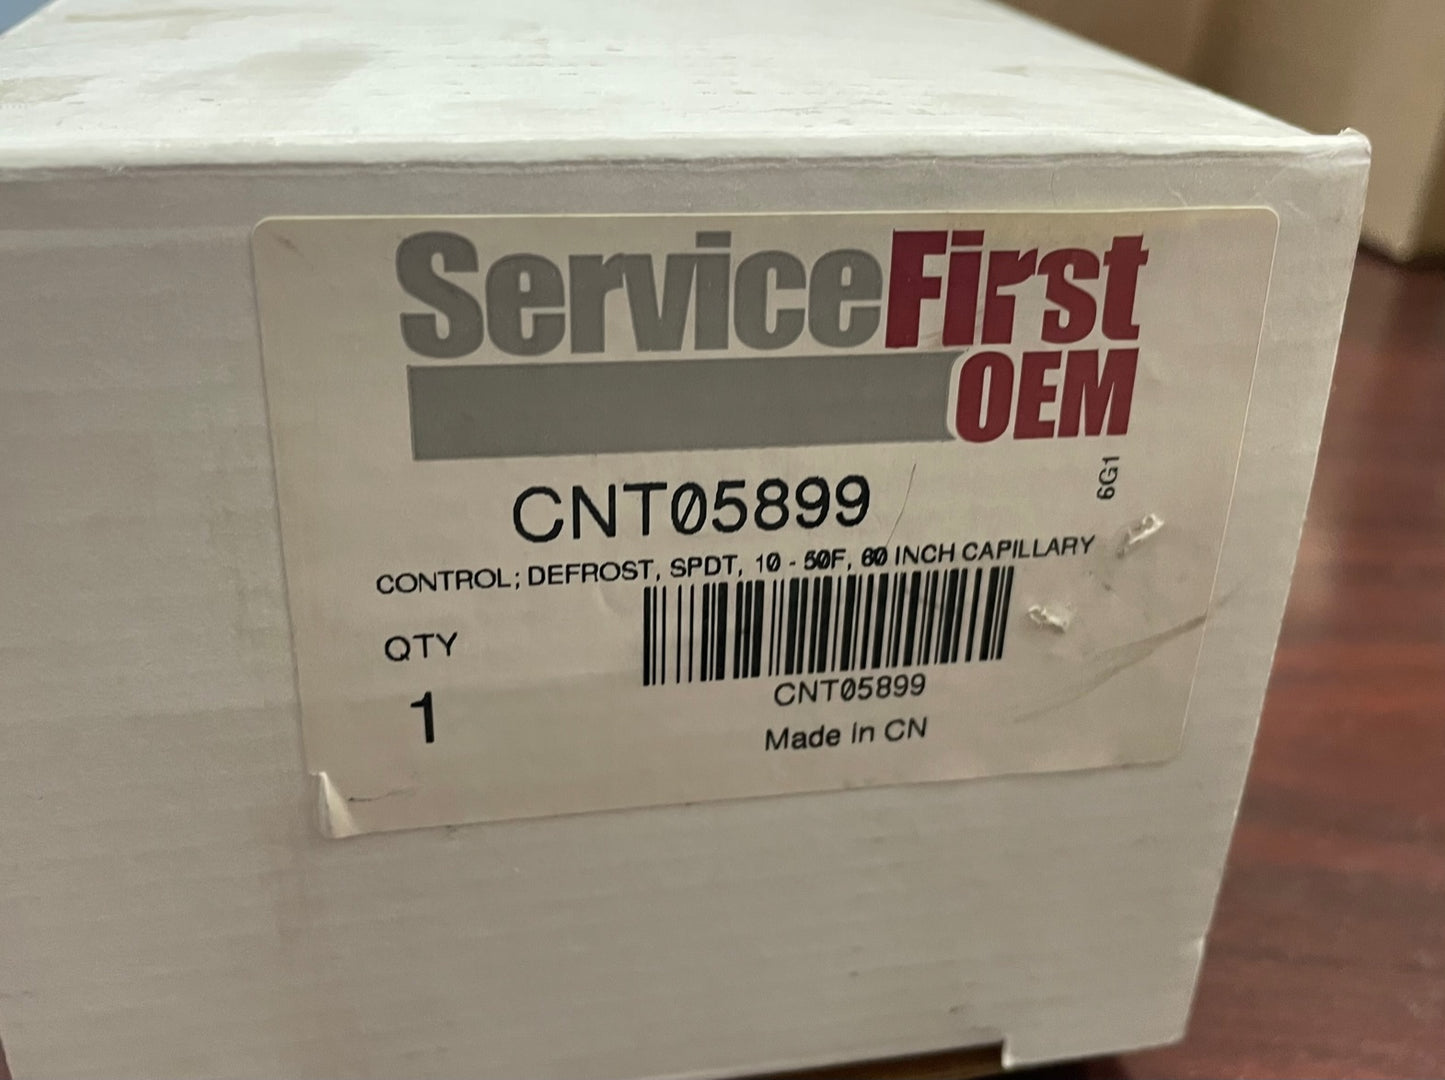 ServiceFirst
OEM
6G1
CNT05899
CONTROL; DEFROST, SPDT, 10 - 50F, 60 INCH CAPILLARY
QTY
1
CNT05899
Made in CN